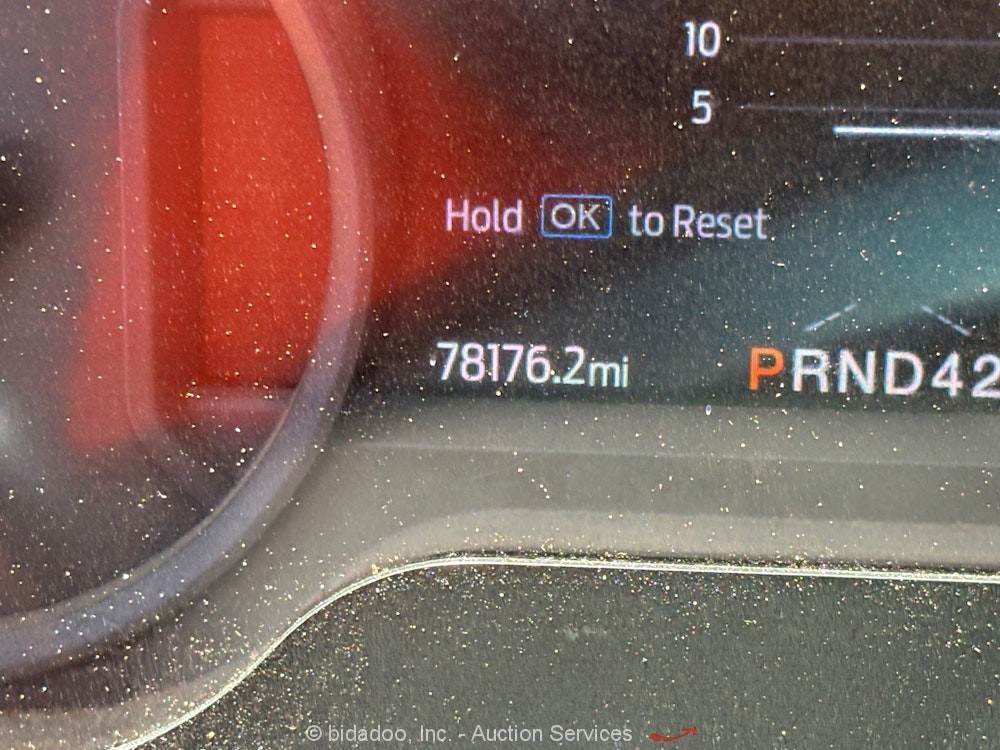 10
5
Hold OK to Reset
78176.2mi
PRND42
© bidadoo, Inc. - Auction Services